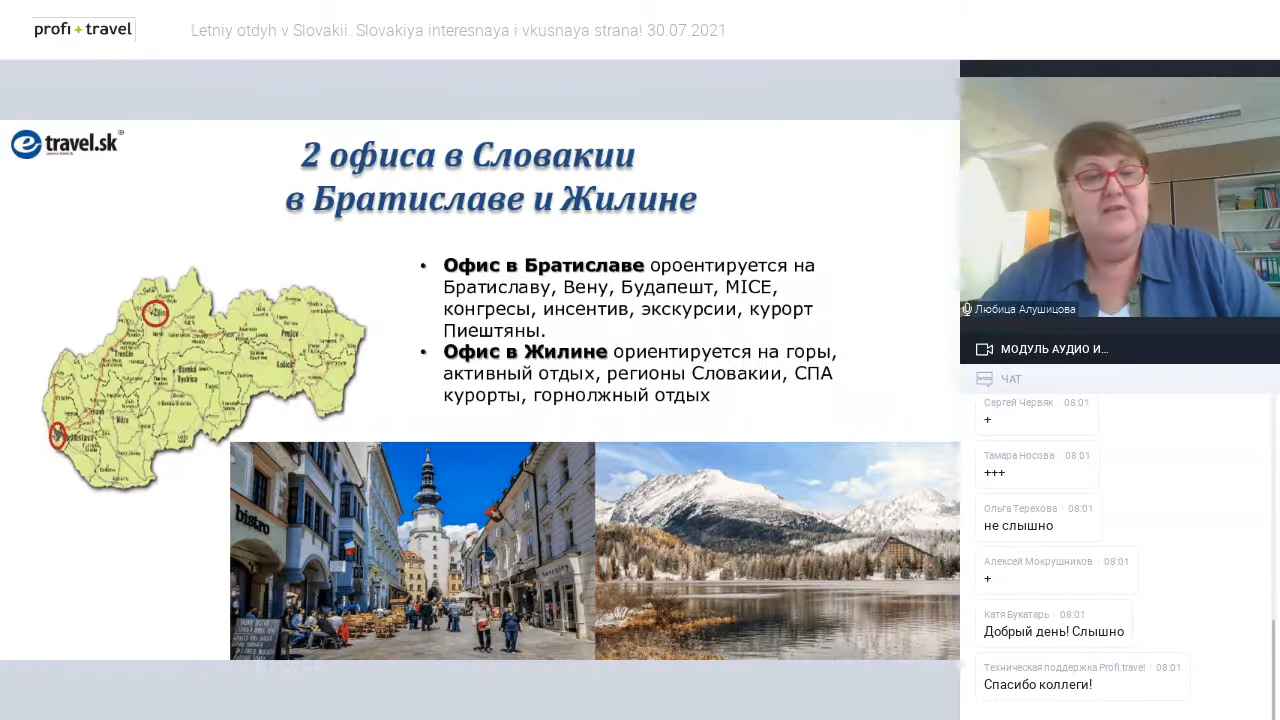 profi + travel
Letniy otdyh v Slovakii. Slovakiya interesnaya i vkusnaya strana! 30.07.2021
e travel.sk®
2 офиса в Словакии
в Братиславе и Жилине
• Офис в Братиславе ороентируется на
Братиславу, Вену, Будапешт, MICE,
конгресы, инсентив, экскурсии, курорт
Пиештяны.
• Офис в Жилине ориентируется на горы,
активный отдых, регионы Словакии, СПА
курорты, горнолжный отдых
bistro
Любица Алушицова
МОДУЛЬ АУДИО И...
ЧАТ
Сергей Червяк 08:01
+
Тамара Носова 08:01
+++
Ольга Терехова 08:01
не слышно
Алексей Мокрушников 08:01
+
Катя Букатарь 08:01
Добрый день! Слышно
Техническая поддержка Profi.travel 08:01
Спасибо коллеги!